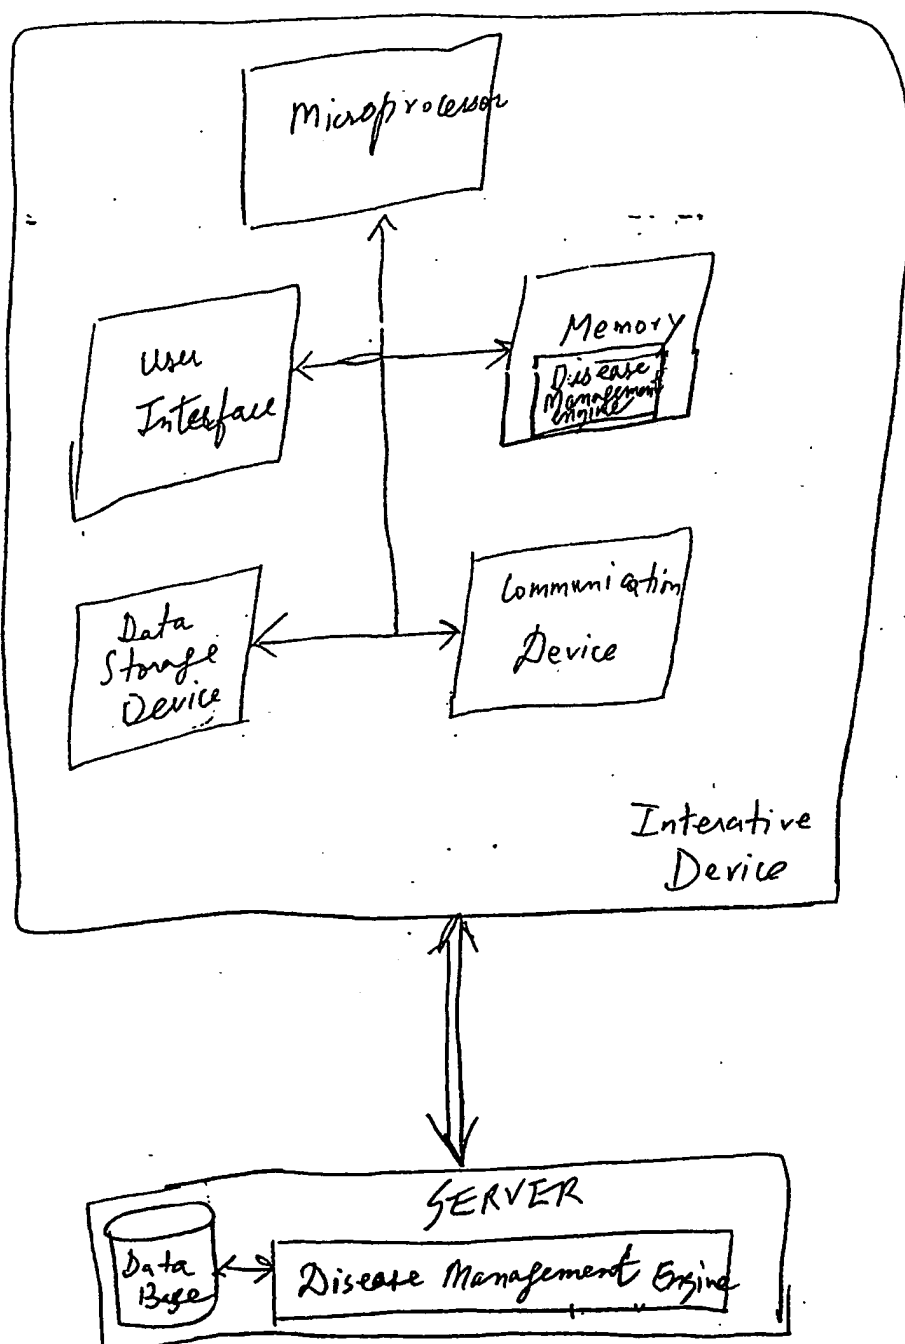 Microprocessor
User
Interface
Memory
Disease
Management
Engine
Data
Storage
Device
Communication
Device
Interative
Device
SERVER
Data
Base
Disease Management Engine